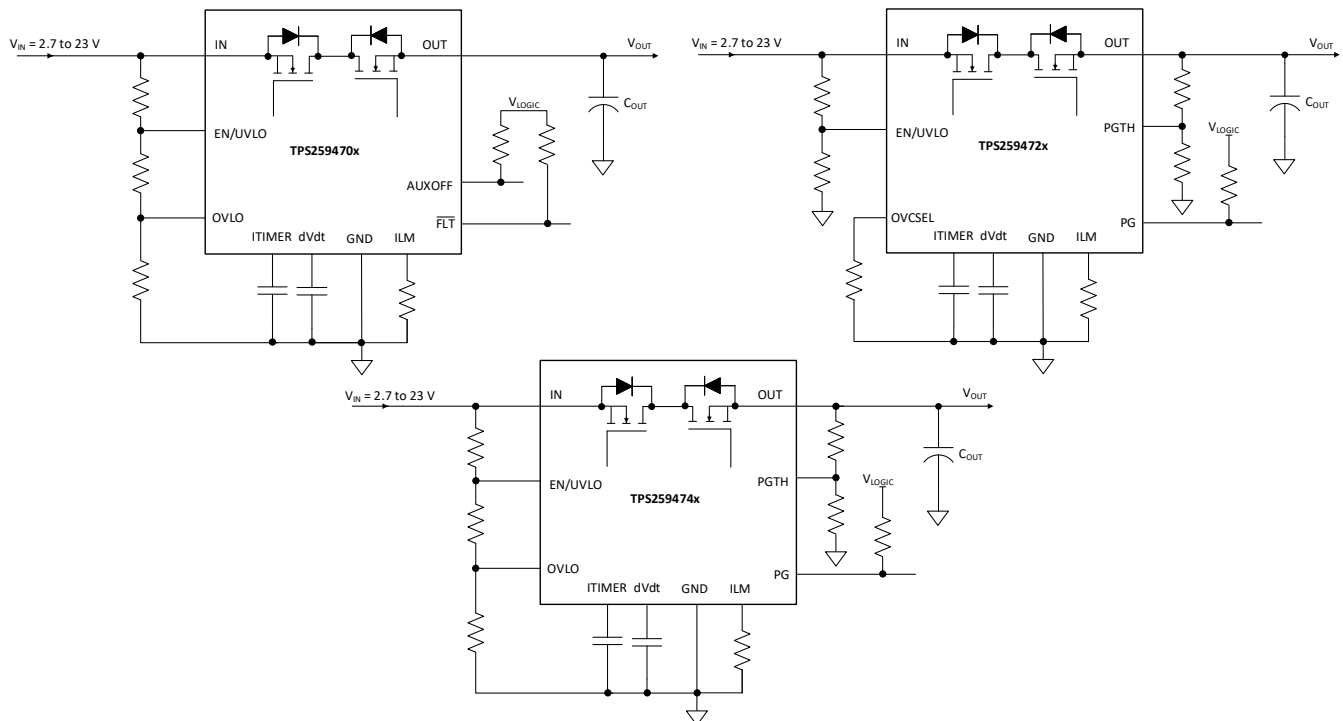 V_IN = 2.7 to 23 V
IN
OUT
V_OUT
C_OUT
V_LOGIC
EN/UVLO
TPS259470x
AUXOFF
OVLO
FLT
ITIMER dVdt GND ILM
V_IN = 2.7 to 23 V
IN
OUT
V_OUT
C_OUT
EN/UVLO
PGTH
V_LOGIC
TPS259472x
OVCSEL
PG
ITIMER dVdt GND ILM
V_IN = 2.7 to 23 V
IN
OUT
V_OUT
C_OUT
EN/UVLO
PGTH
V_LOGIC
TPS259474x
OVLO
PG
ITIMER dVdt GND ILM